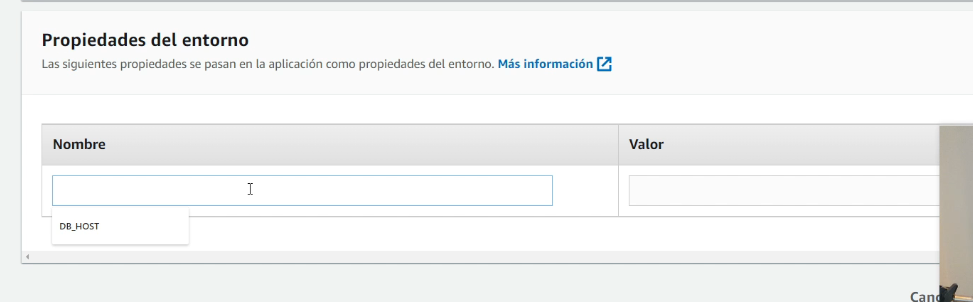 Propiedades del entorno
Las siguientes propiedades se pasan en la aplicación como propiedades del entorno. Más información
Nombre
Valor
DB_HOST